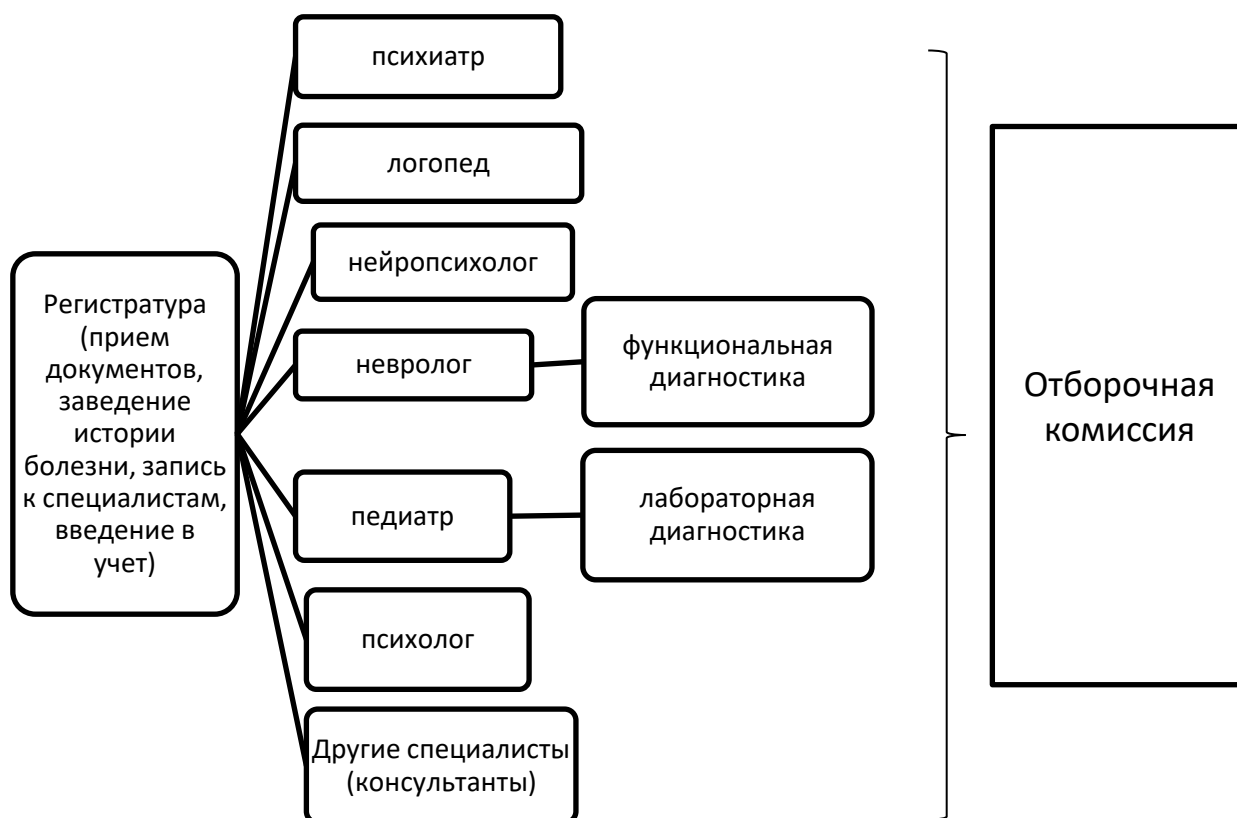 Регистратура
(прием
документов,
заведение
истории
болезни, запись
к специалистам,
введение в
учет)
психиатр
логопед
нейропсихолог
невролог
функциональная
диагностика
педиатр
лабораторная
диагностика
психолог
Другие специалисты
(консультанты)
Отборочная
комиссия